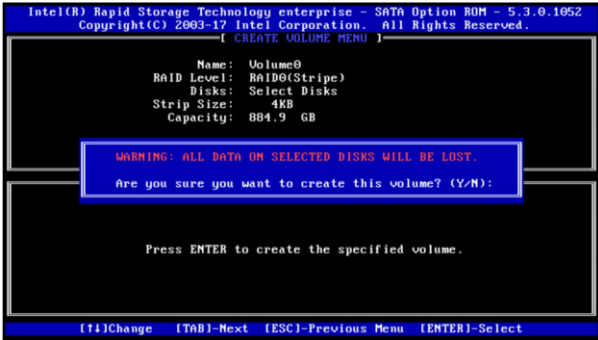 Intel(R) Rapid Storage Technology enterprise - SATA Option ROM - 5.3.0.1052
Copyright(C) 2003-17 Intel Corporation. All Rights Reserved.
[ CREATE VOLUME MENU ]
Name: Volume0
RAID Level: RAID0(Stripe)
Disks: Select Disks
Strip Size: 4KB
Capacity: 884.9 GB
WARNING: ALL DATA ON SELECTED DISKS WILL BE LOST.
Are you sure you want to create this volume? (Y/N):
Press ENTER to create the specified volume.
[↑↓]Change [TAB]-Next [ESC]-Previous Menu [ENTER]-Select